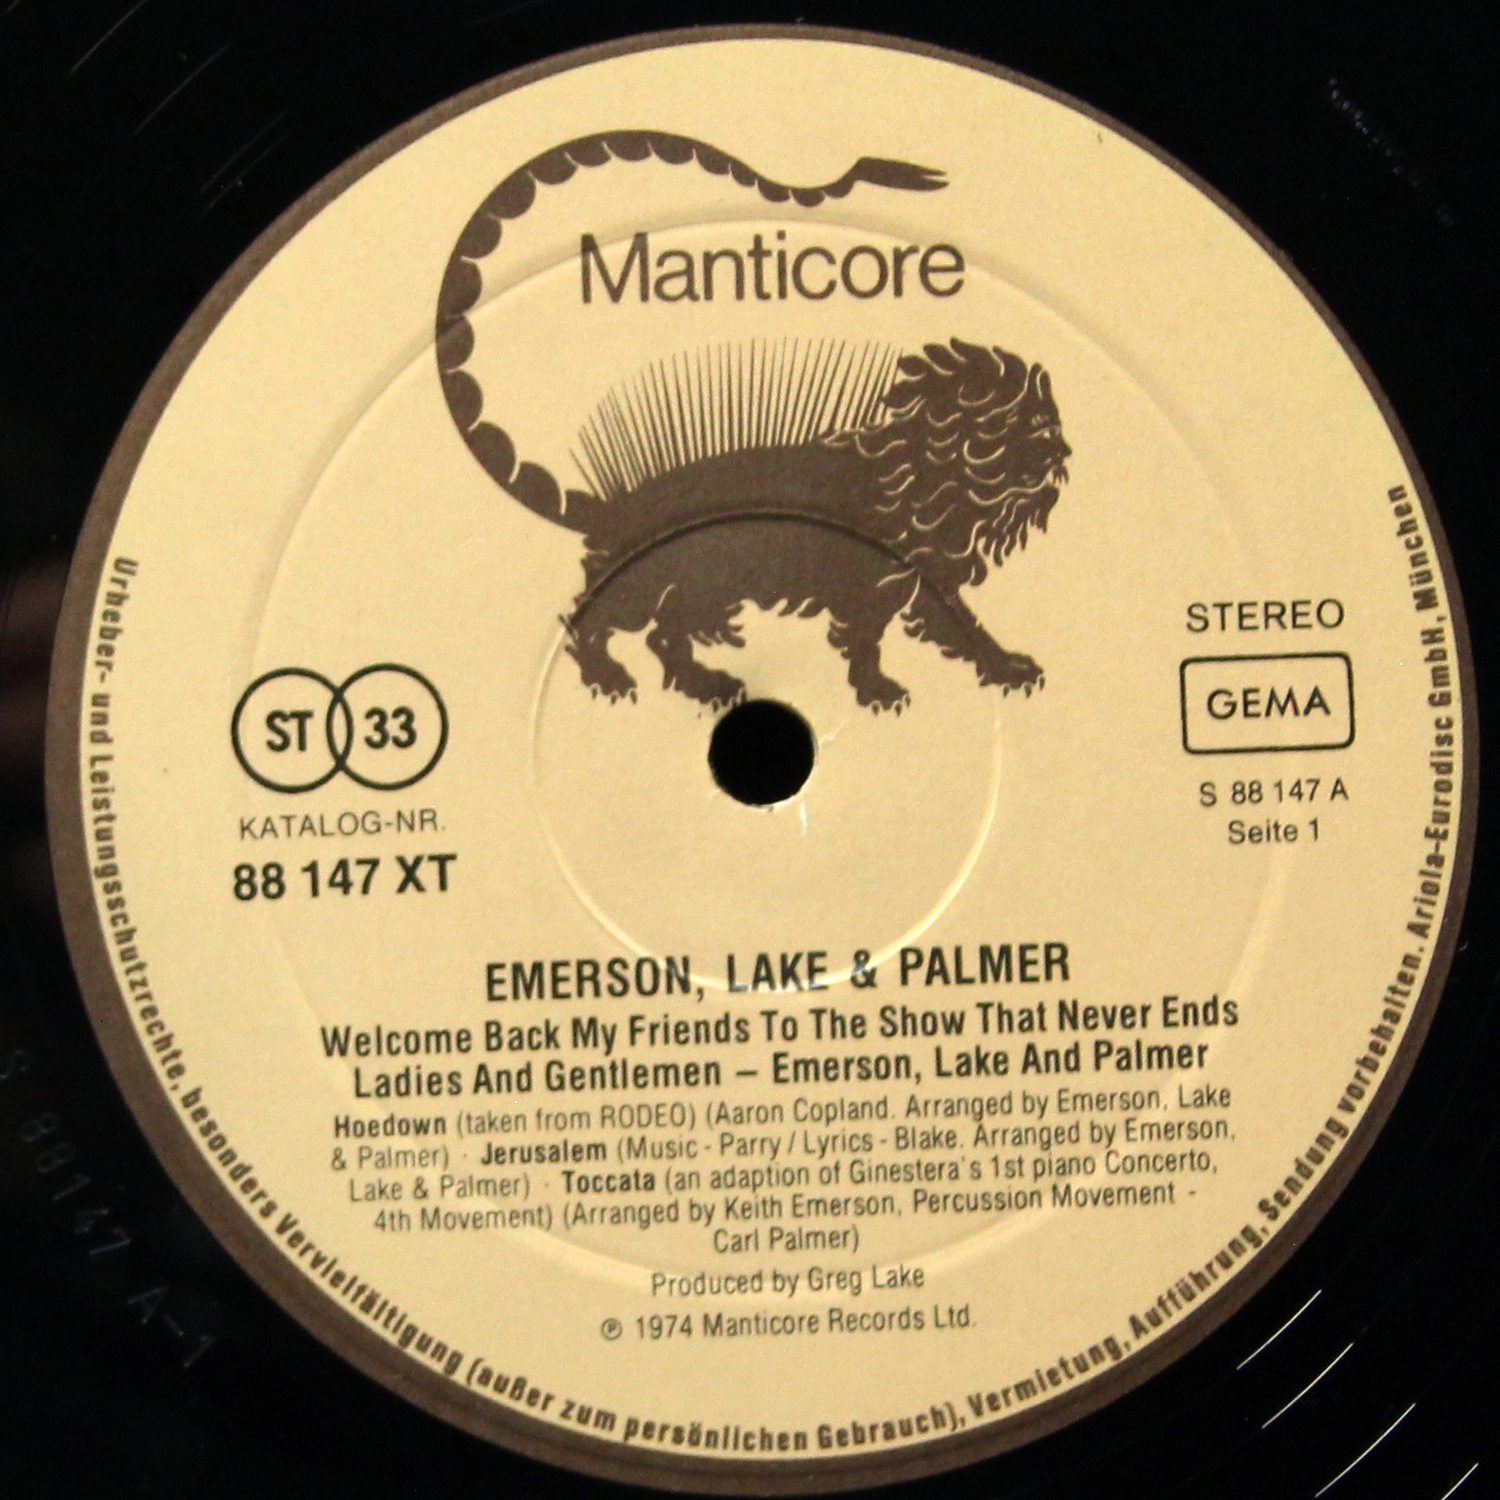 Manticore
STEREO
GEMA
S 88 147 A
Seite 1
ST 33
KATALOG-NR.
88 147 XT
EMERSON, LAKE & PALMER
Welcome Back My Friends To The Show That Never Ends
Ladies And Gentlemen – Emerson, Lake And Palmer
Hoedown (taken from RODEO) (Aaron Copland. Arranged by Emerson, Lake
& Palmer) · Jerusalem (Music - Parry / Lyrics - Blake. Arranged by Emerson,
Lake & Palmer) · Toccata (an adaption of Ginestera's 1st piano Concerto,
4th Movement) (Arranged by Keith Emerson, Percussion Movement -
Carl Palmer)
Produced by Greg Lake
℗ 1974 Manticore Records Ltd.
Urheber- und Leistungsschutzrechte, besonders Vervielfältigung (außer zum persönlichen Gebrauch), Vermietung, Aufführung, Sendung vorbehalten. Ariola-Eurodisc GmbH, München
S 88147 A-1